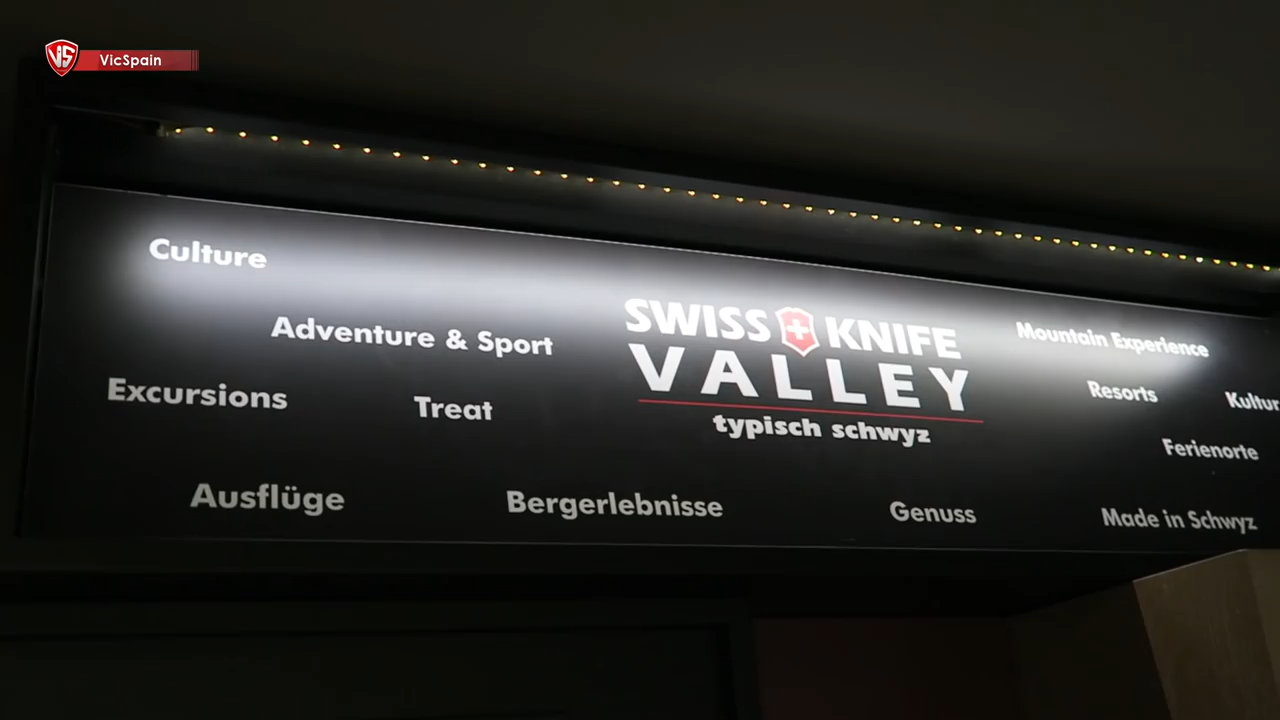 VicSpain
Culture
Adventure & Sport
Excursions
Treat
SWISS KNIFE
VALLEY
typisch schwyz
Mountain Experience
Resorts
Kultur
Ferienorte
Ausflüge
Bergerlebnisse
Genuss
Made in Schwyz